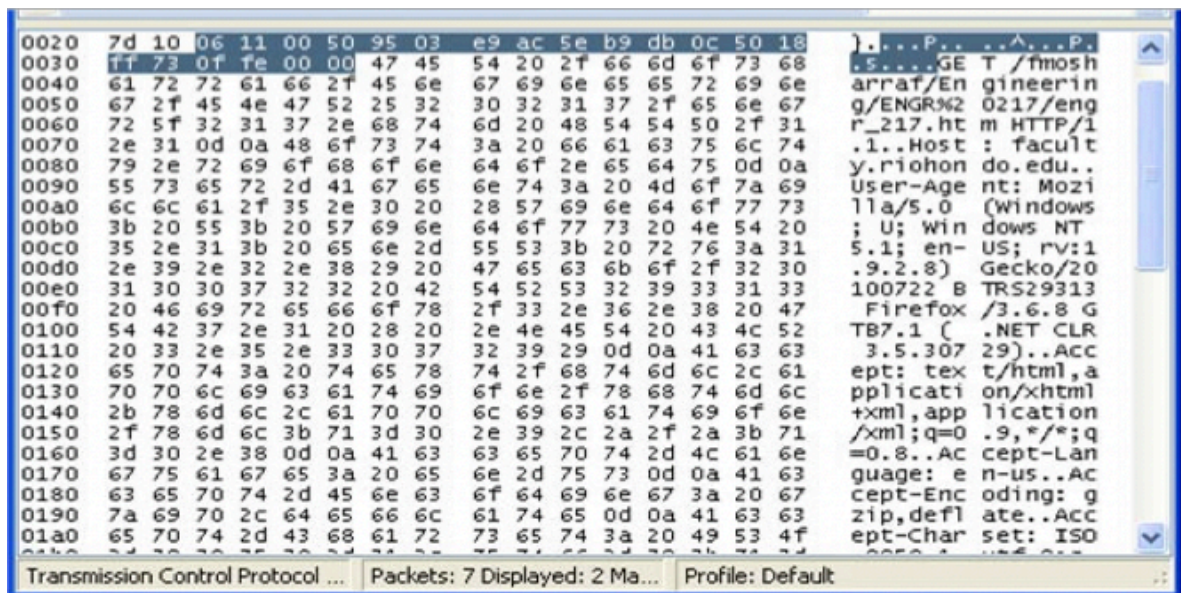 0020 7d 10 06 11 00 50 95 03 e9 ac 5e b9 db 0c 50 18 }....P.. ..^...P.
0030 ff 73 0f fe 00 00 47 45 54 20 2f 66 6d 6f 73 68 .s....GE T /fmosh
0040 61 72 72 61 66 2f 45 6e 67 69 6e 65 65 72 69 6e arraf/En gineerin
0050 67 2f 45 4e 47 52 25 32 30 32 31 37 2f 65 6e 67 g/ENGR%2 0217/eng
0060 72 5f 32 31 37 2e 68 74 6d 20 48 54 54 50 2f 31 r_217.ht m HTTP/1
0070 2e 31 0d 0a 48 6f 73 74 3a 20 66 61 63 75 6c 74 .1..Host : facult
0080 79 2e 72 69 6f 68 6f 6e 64 6f 2e 65 64 75 0d 0a y.riohon do.edu..
0090 55 73 65 72 2d 41 67 65 6e 74 3a 20 4d 6f 7a 69 User-Age nt: Mozi
00a0 6c 6c 61 2f 35 2e 30 20 28 57 69 6e 64 6f 77 73 lla/5.0 (Windows
00b0 3b 20 55 3b 20 57 69 6e 64 6f 77 73 20 4e 54 20 ; U; Win dows NT
00c0 35 2e 31 3b 20 65 6e 2d 55 53 3b 20 72 76 3a 31 5.1; en- US; rv:1
00d0 2e 39 2e 32 2e 38 29 20 47 65 63 6b 6f 2f 32 30 .9.2.8) Gecko/20
00e0 31 30 30 37 32 32 20 42 54 52 53 32 39 33 31 33 100722 B TRS29313
00f0 20 46 69 72 65 66 6f 78 2f 33 2e 36 2e 38 20 47 Firefox /3.6.8 G
0100 54 42 37 2e 31 20 28 20 2e 4e 45 54 20 43 4c 52 TB7.1 ( .NET CLR
0110 20 33 2e 35 2e 33 30 37 32 39 29 0d 0a 41 63 63 3.5.307 29)..Acc
0120 65 70 74 3a 20 74 65 78 74 2f 68 74 6d 6c 2c 61 ept: tex t/html,a
0130 70 70 6c 69 63 61 74 69 6f 6e 2f 78 68 74 6d 6c pplicati on/xhtml
0140 2b 78 6d 6c 2c 61 70 70 6c 69 63 61 74 69 6f 6e +xml,app lication
0150 2f 78 6d 6c 3b 71 3d 30 2e 39 2c 2a 2f 2a 3b 71 /xml;q=0 .9,*/*;q
0160 3d 30 2e 38 0d 0a 41 63 63 65 70 74 2d 4c 61 6e =0.8..Ac cept-Lan
0170 67 75 61 67 65 3a 20 65 6e 2d 75 73 0d 0a 41 63 guage: e n-us..Ac
0180 63 65 70 74 2d 45 6e 63 6f 64 69 6e 67 3a 20 67 cept-Enc oding: g
0190 7a 69 70 2c 64 65 66 6c 61 74 65 0d 0a 41 63 63 zip,defl ate..Acc
01a0 65 70 74 2d 43 68 61 72 73 65 74 3a 20 49 53 4f ept-Char set: ISO
Transmission Control Protocol ... Packets: 7 Displayed: 2 Ma... Profile: Default